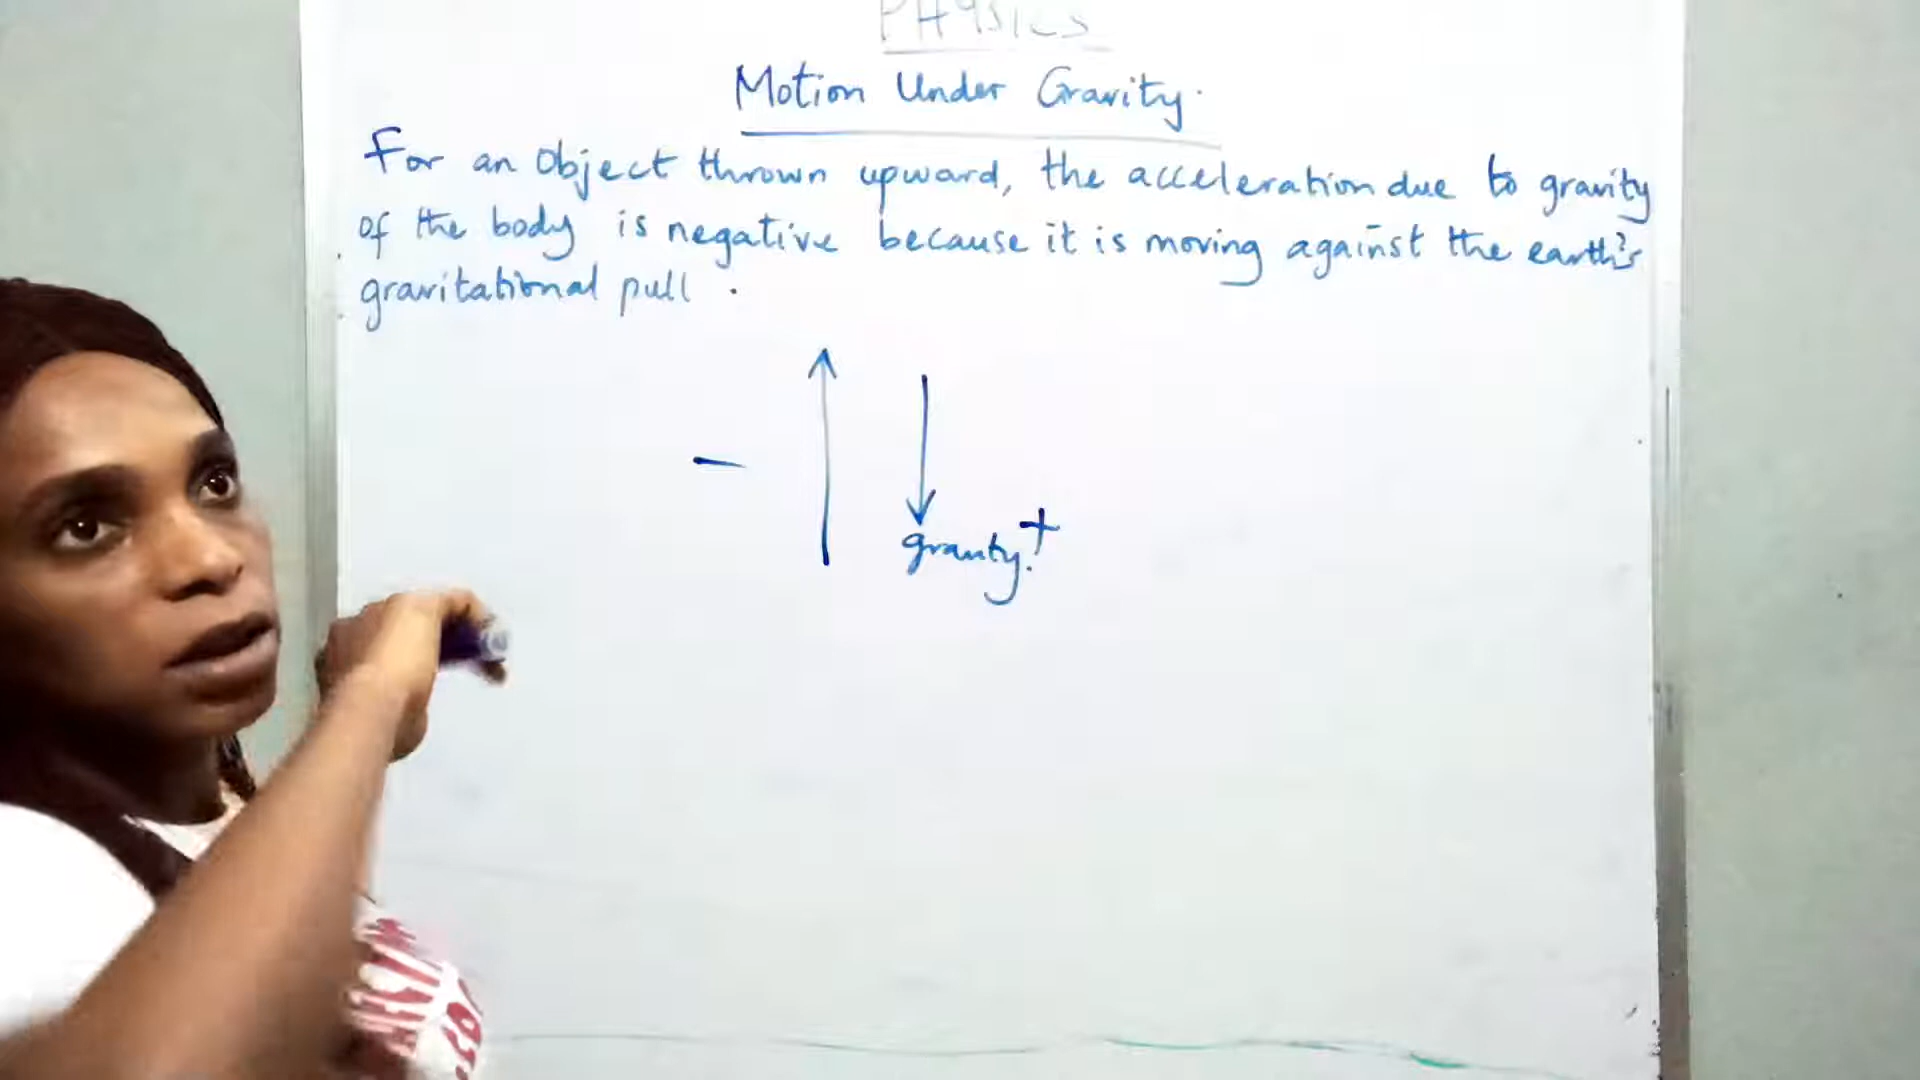 PHYSICS
Motion Under Gravity.
For an Object thrown upward, the acceleration due to gravity
of the body is negative because it is moving against the earth's
gravitational pull.
-
gravity. +